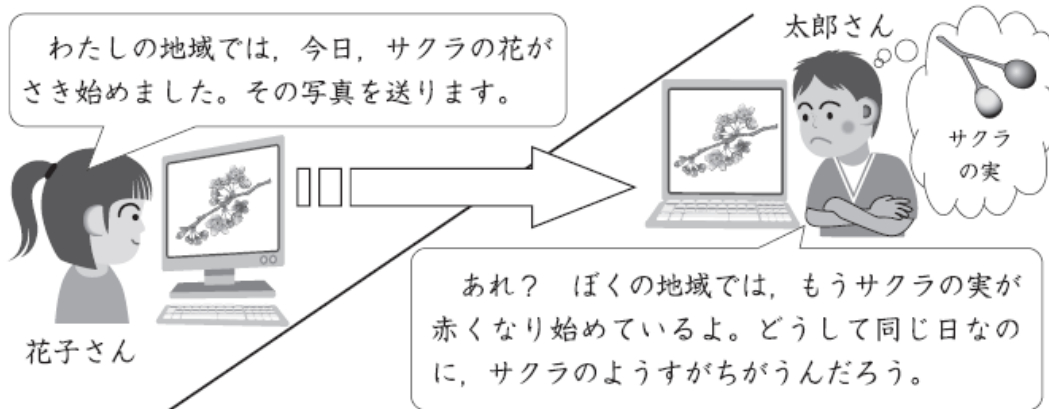 わたしの地域では，今日，サクラの花が
さき始めました。その写真を送ります。
花子さん
太郎さん
サクラ
の実
あれ？　ぼくの地域では，もうサクラの実が
赤くなり始めているよ。どうして同じ日なの
に，サクラのようすがちがうんだろう。